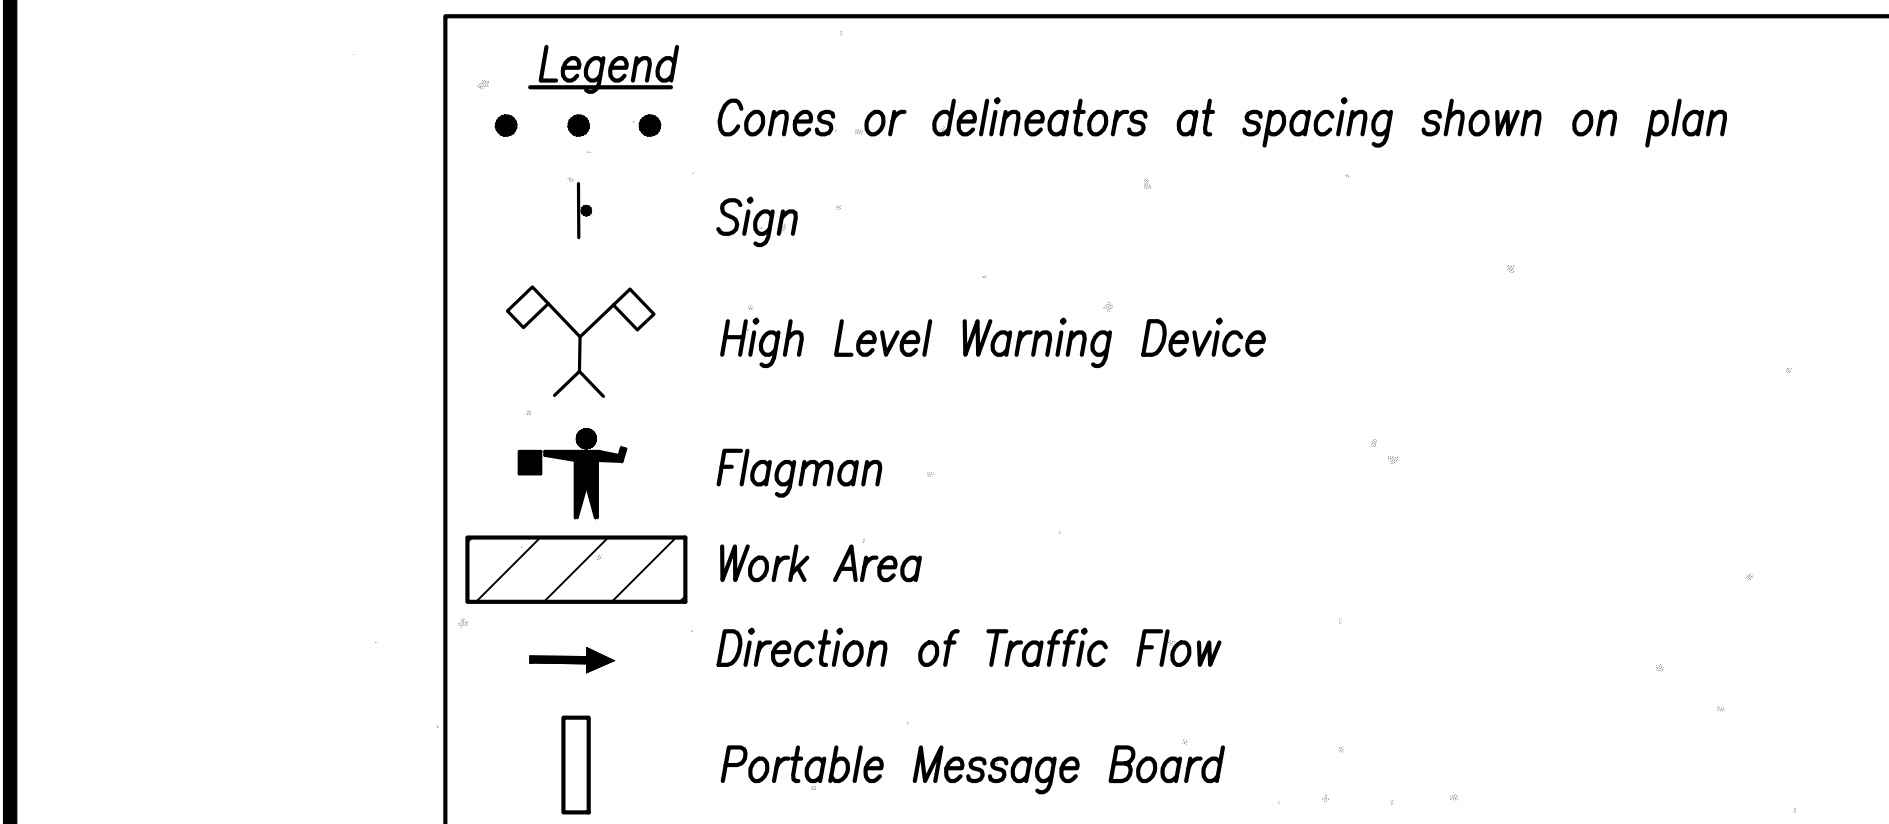 Legend
Cones or delineators at spacing shown on plan
Sign
High Level Warning Device
Flagman
Work Area
Direction of Traffic Flow
Portable Message Board